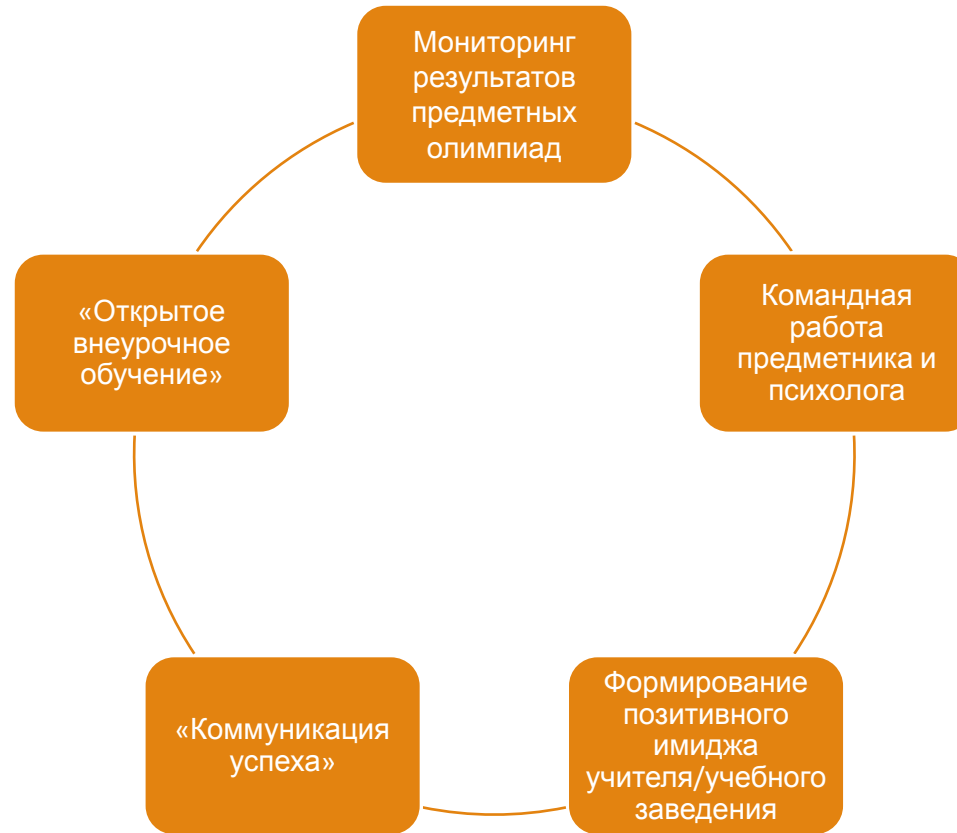 Мониторинг
результатов
предметных
олимпиад
Командная
работа
предметника и
психолога
Формирование
позитивного
имиджа
учителя/учебного
заведения
«Коммуникация
успеха»
«Открытое
внеурочное
обучение»